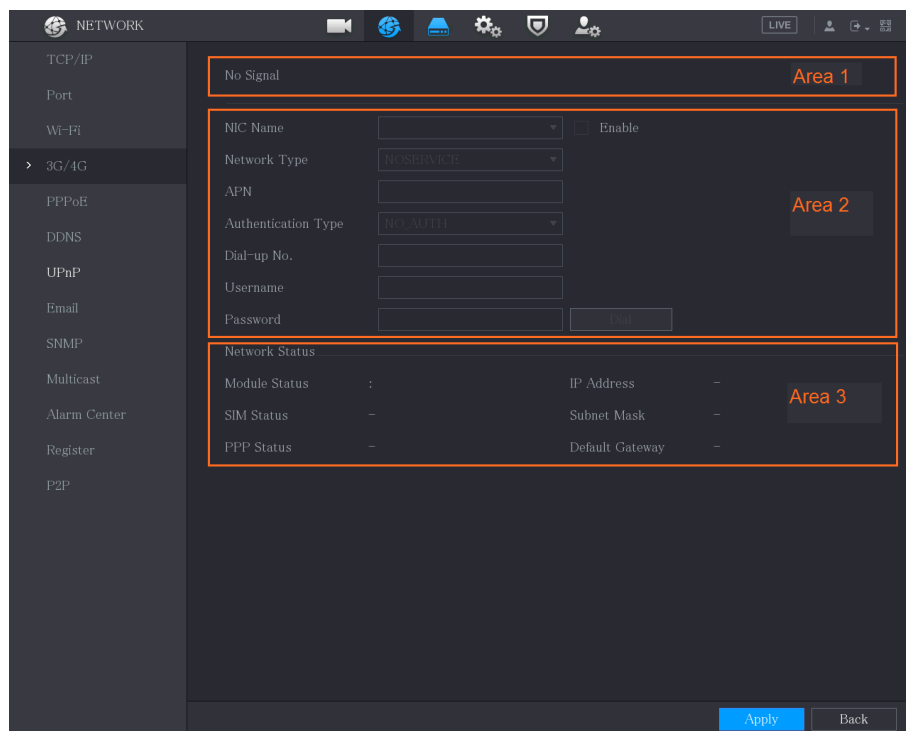 NETWORK
LIVE
TCP/IP
Port
Wi-Fi
3G/4G
PPPoE
DDNS
UPnP
Email
SNMP
Multicast
Alarm Center
Register
P2P
No Signal
Area 1
NIC Name
Enable
Network Type NOSERVICE
APN
Area 2
Authentication Type NO_AUTH
Dial-up No.
Username
Password Dial
Network Status
Module Status : IP Address -
Area 3
SIM Status - Subnet Mask -
PPP Status - Default Gateway -
Apply Back